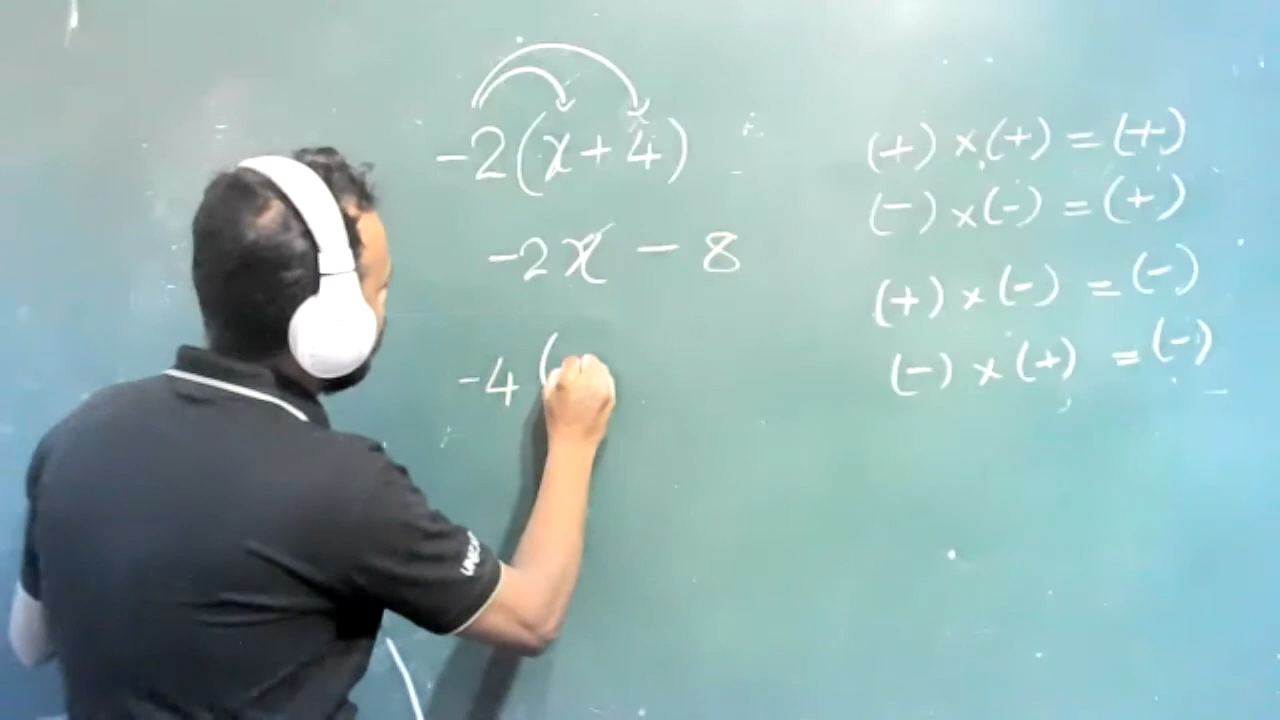 -2(x+4)
-2x - 8
-4 (
(+) × (+) = (+)
(-) × (-) = (+)
(+) × (-) = (-)
(-) × (+) = (-)